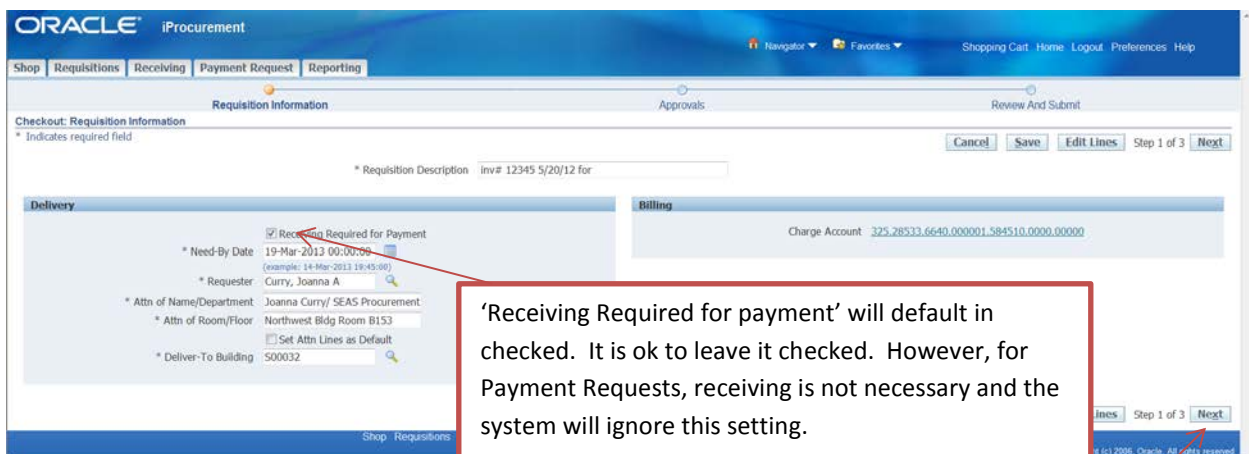 ORACLE® iProcurement
Navigator Favorites Shopping Cart Home Logout Preferences Help
Shop Requisitions Receiving Payment Request Reporting
Requisition Information Approvals Review And Submit
Checkout: Requisition Information
* Indicates required field
Cancel Save Edit Lines Step 1 of 3 Next
* Requisition Description inv# 12345 5/20/12 for
Delivery Billing
Receiving Required for Payment
Charge Account 325.28533.6640.000001.584510.0000.00000
* Need-By Date 19-Mar-2013 00:00:00
(example: 14-Mar-2013 19:45:00)
* Requester Curry, Joanna A
* Attn of Name/Department Joanna Curry/ SEAS Procurement
* Attn of Room/Floor Northwest Bldg Room B153
Set Attn Lines as Default
* Deliver-To Building S00032
‘Receiving Required for payment’ will default in
checked. It is ok to leave it checked. However, for
Payment Requests, receiving is not necessary and the
system will ignore this setting.
Lines Step 1 of 3 Next
Shop Requisitions
(c) 2006, Oracle. All rights reserved